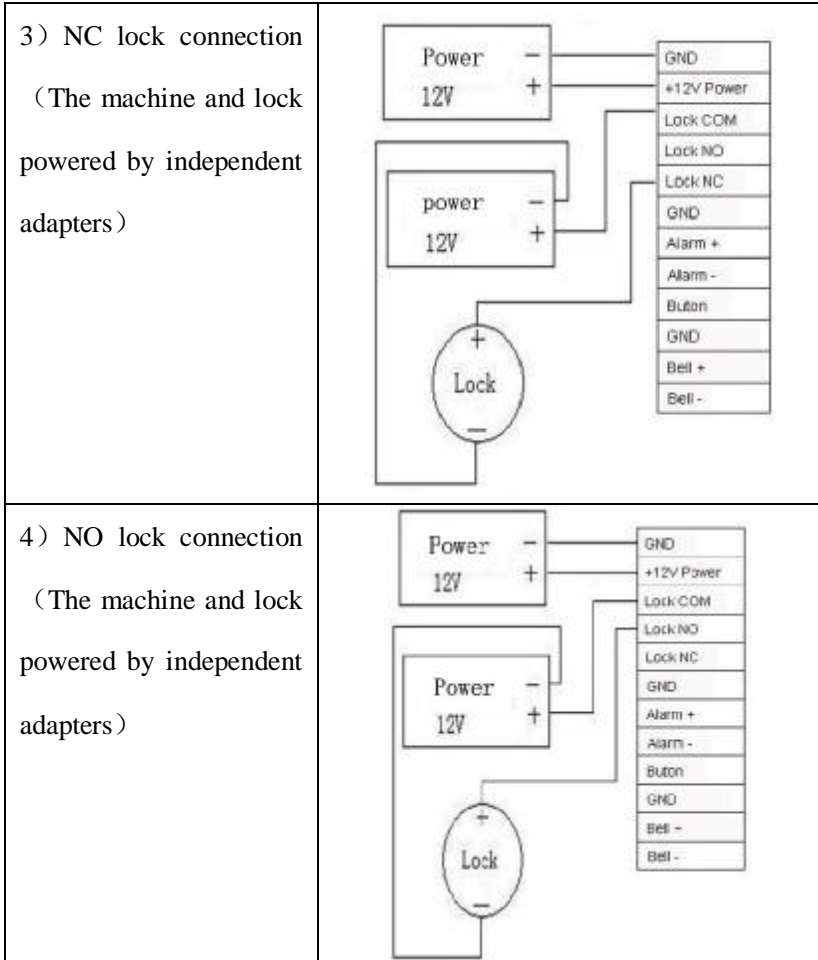 3）NC lock connection
（The machine and lock
powered by independent
adapters）
Power −
12V +
power −
12V +
+
Lock
−
GND
+12V Power
Lock COM
Lock NO
Lock NC
GND
Alarm +
Alarm -
Buton
GND
Bell +
Bell -
4）NO lock connection
（The machine and lock
powered by independent
adapters）
Power −
12V +
Power −
12V +
+
Lock
−
GND
+12V Power
Lock COM
Lock NO
Lock NC
GND
Alarm +
Alarm -
Buton
GND
Bell +
Bell -